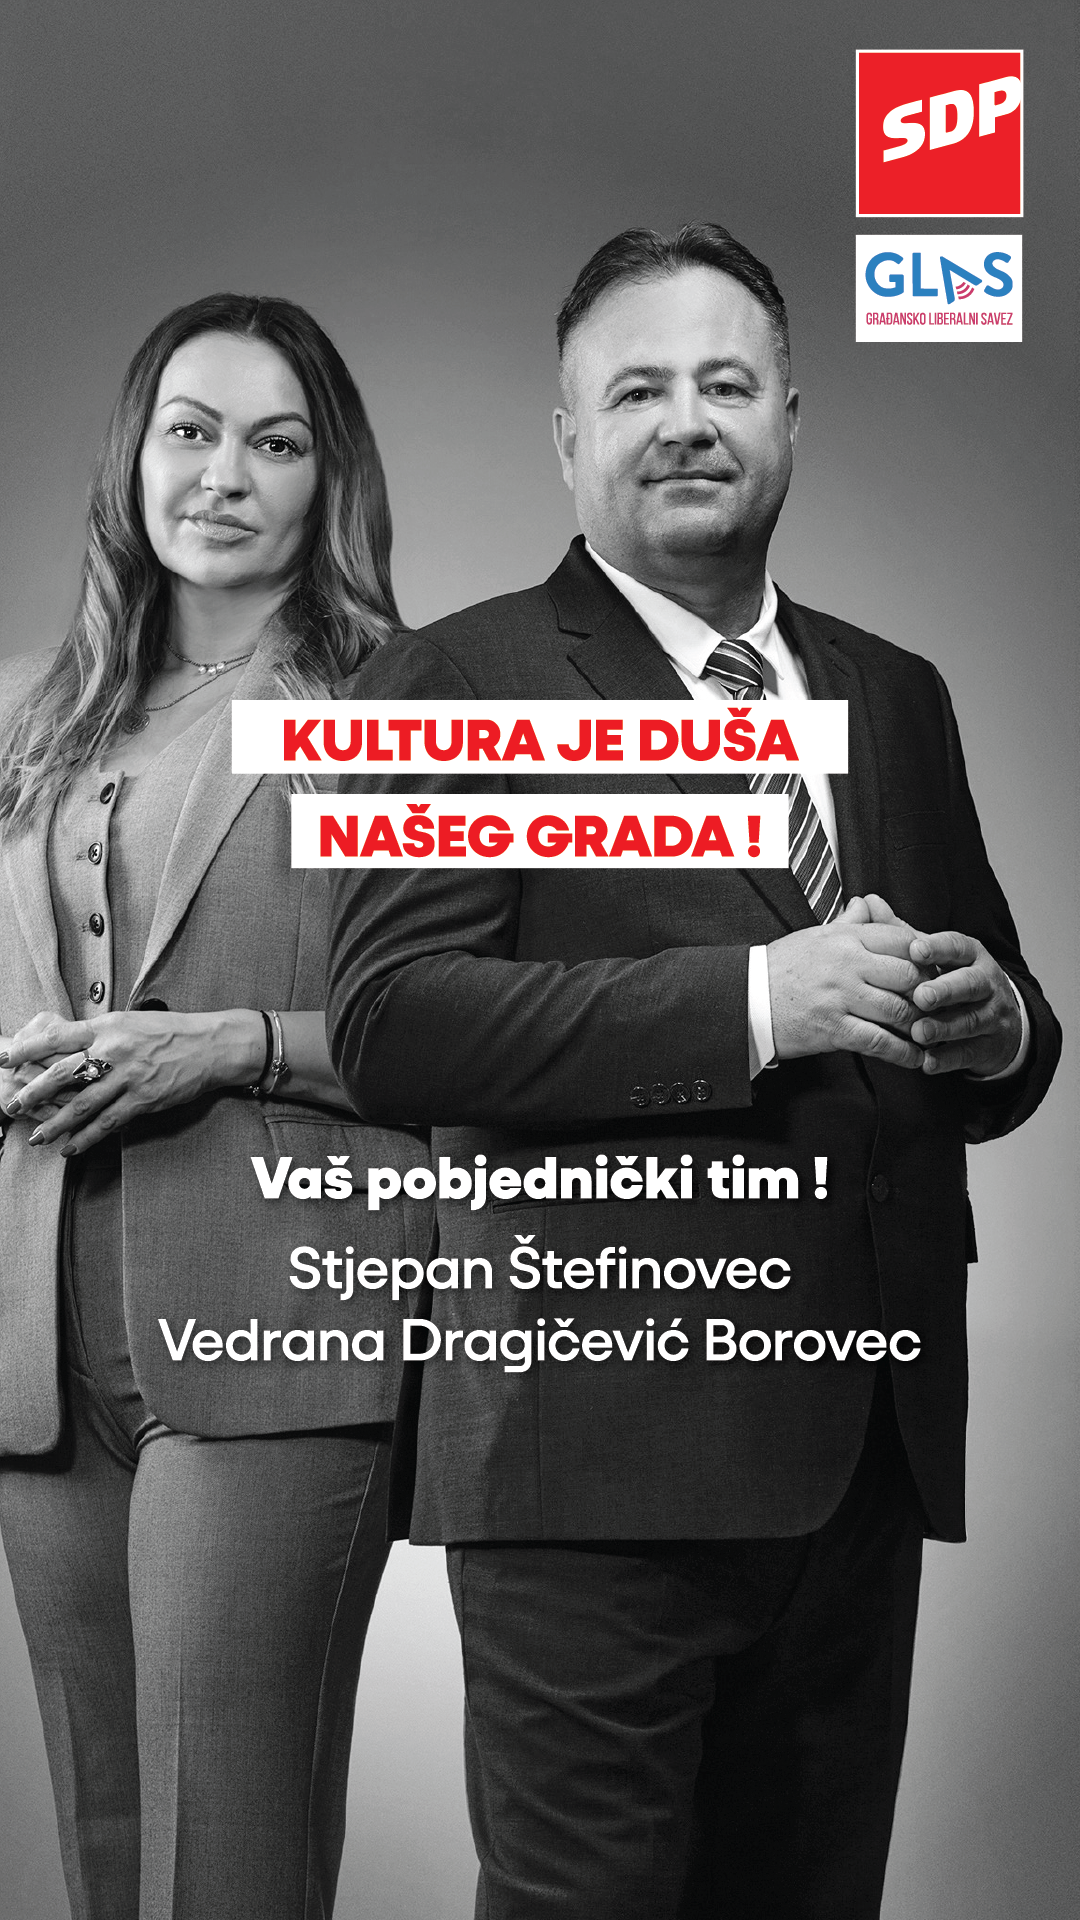 SDP
GLAS
GRAĐANSKO LIBERALNI SAVEZ
KULTURA JE DUŠA
NAŠEG GRADA !
Vaš pobjednički tim !
Stjepan Štefinovec
Vedrana Dragičević Borovec